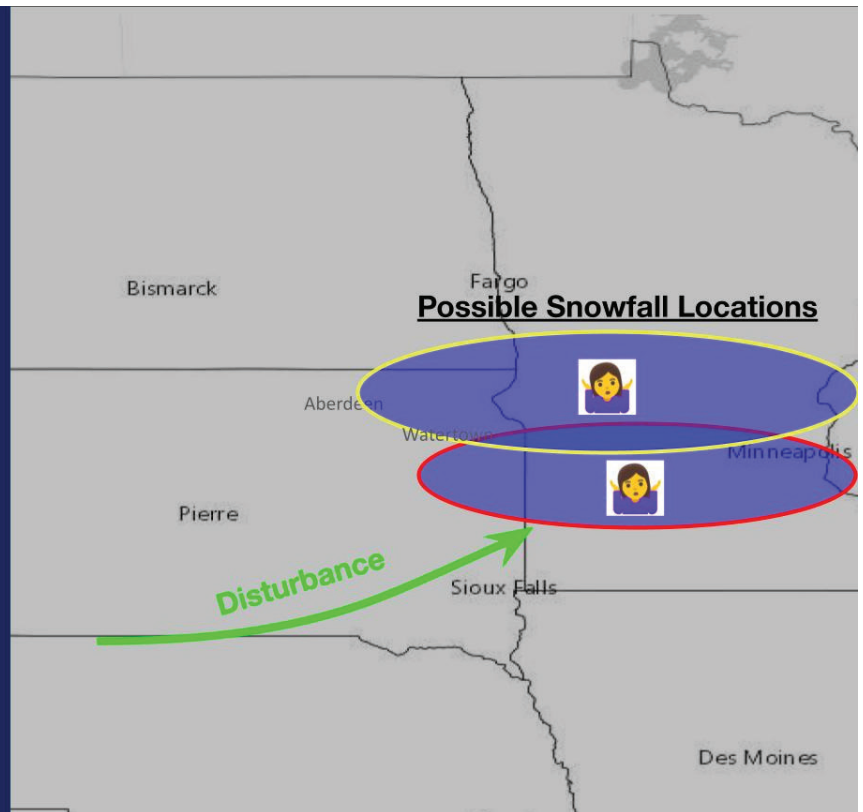 Bismarck
Fargo
Possible Snowfall Locations
Aberdeen
Watertown
Minneapolis
Pierre
Disturbance
Sioux Falls
Des Moines